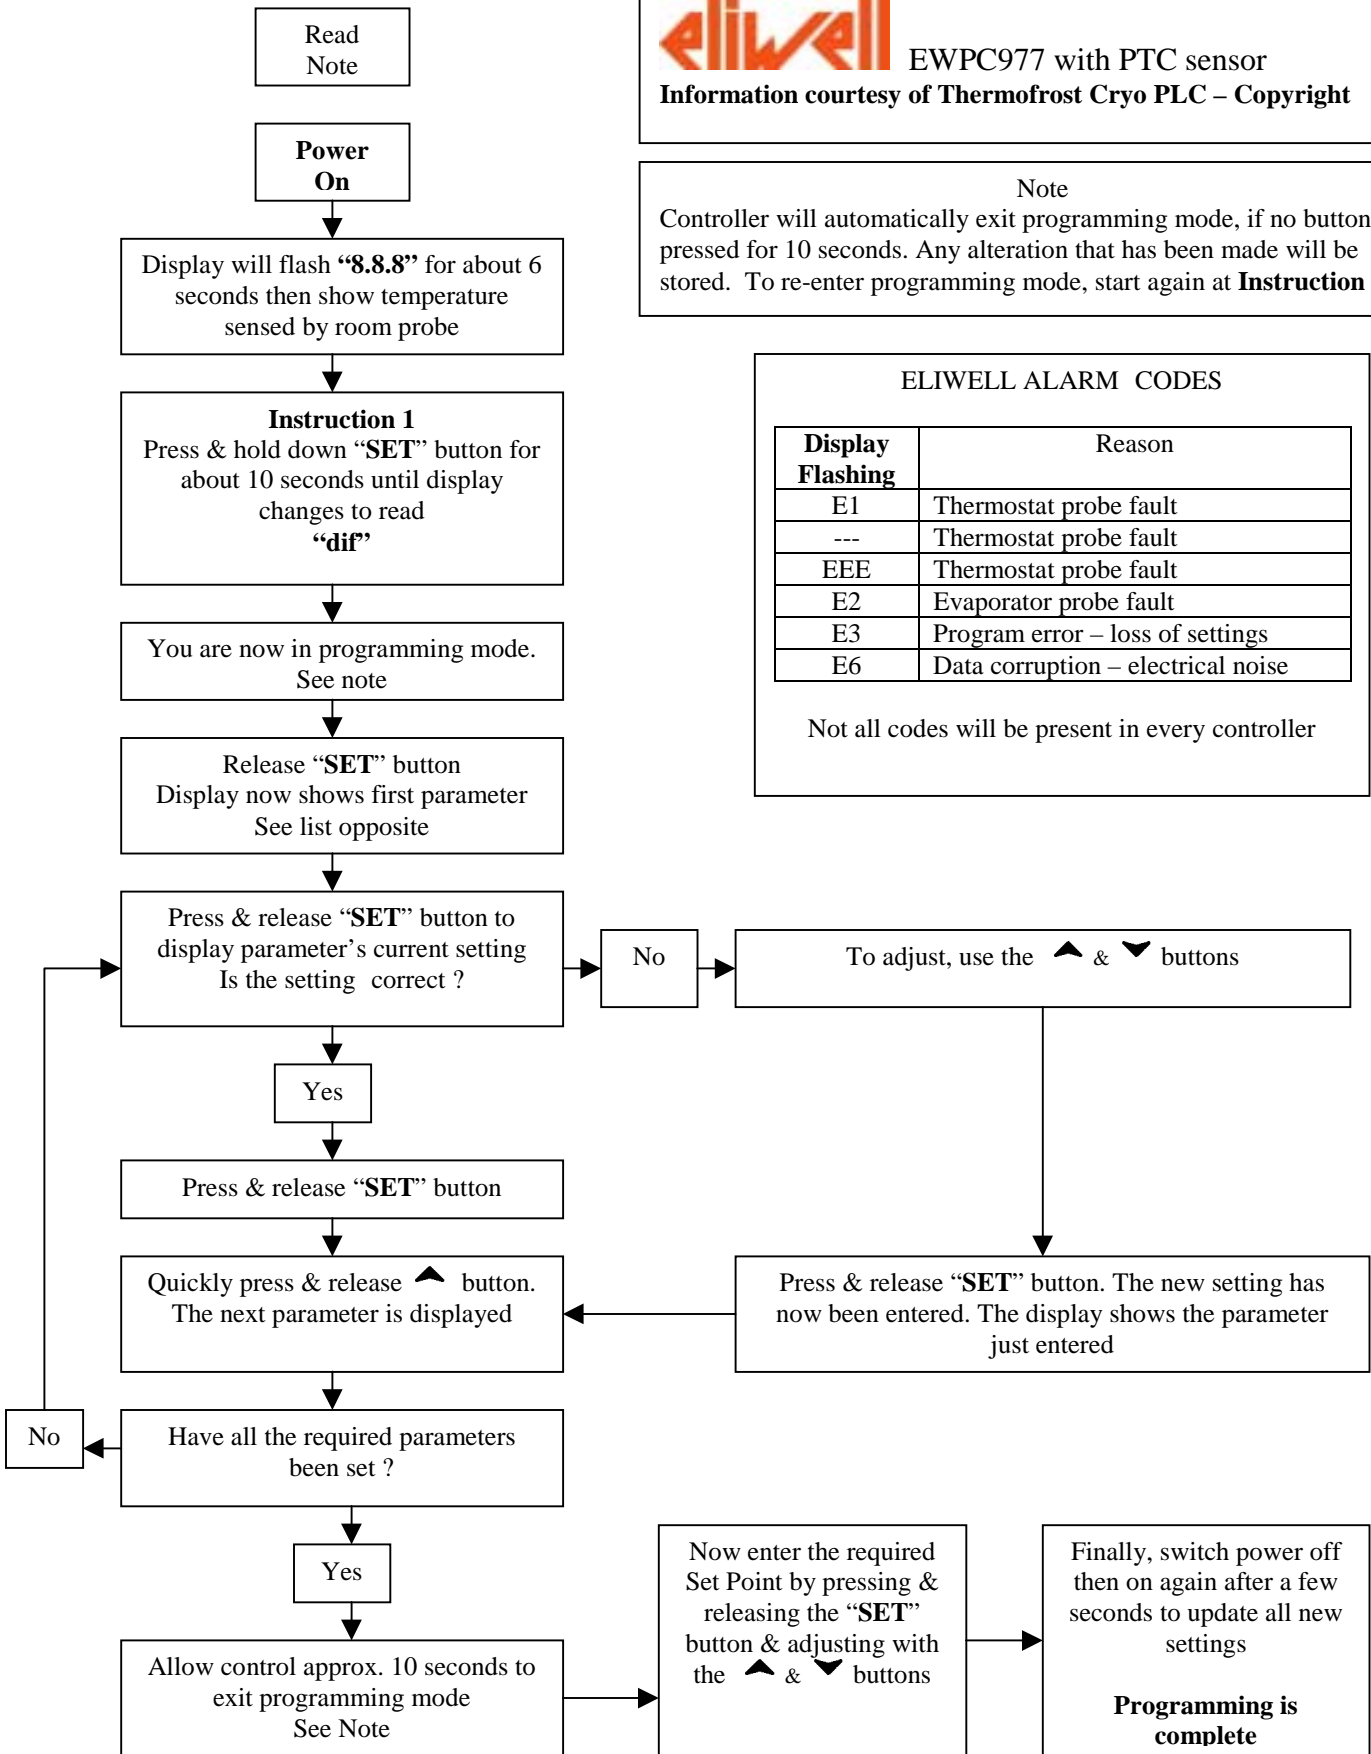 Read
Note
eliwell EWPC977 with PTC sensor
Information courtesy of Thermofrost Cryo PLC – Copyright
Power
On
Note
Controller will automatically exit programming mode, if no button
pressed for 10 seconds. Any alteration that has been made will be
stored. To re-enter programming mode, start again at Instruction
Display will flash “8.8.8” for about 6
seconds then show temperature
sensed by room probe
ELIWELL ALARM CODES
Display Flashing Reason
E1 Thermostat probe fault
--- Thermostat probe fault
EEE Thermostat probe fault
E2 Evaporator probe fault
E3 Program error – loss of settings
E6 Data corruption – electrical noise
Not all codes will be present in every controller
Instruction 1
Press & hold down “SET” button for
about 10 seconds until display
changes to read
“dif”
You are now in programming mode.
See note
Release “SET” button
Display now shows first parameter
See list opposite
Press & release “SET” button to
display parameter’s current setting
Is the setting correct ?
No
To adjust, use the & buttons
Yes
Press & release “SET” button
Quickly press & release button.
The next parameter is displayed
Press & release “SET” button. The new setting has
now been entered. The display shows the parameter
just entered
No
Have all the required parameters
been set ?
Yes
Allow control approx. 10 seconds to
exit programming mode
See Note
Now enter the required
Set Point by pressing &
releasing the “SET”
button & adjusting with
the & buttons
Finally, switch power off
then on again after a few
seconds to update all new
settings
Programming is
complete